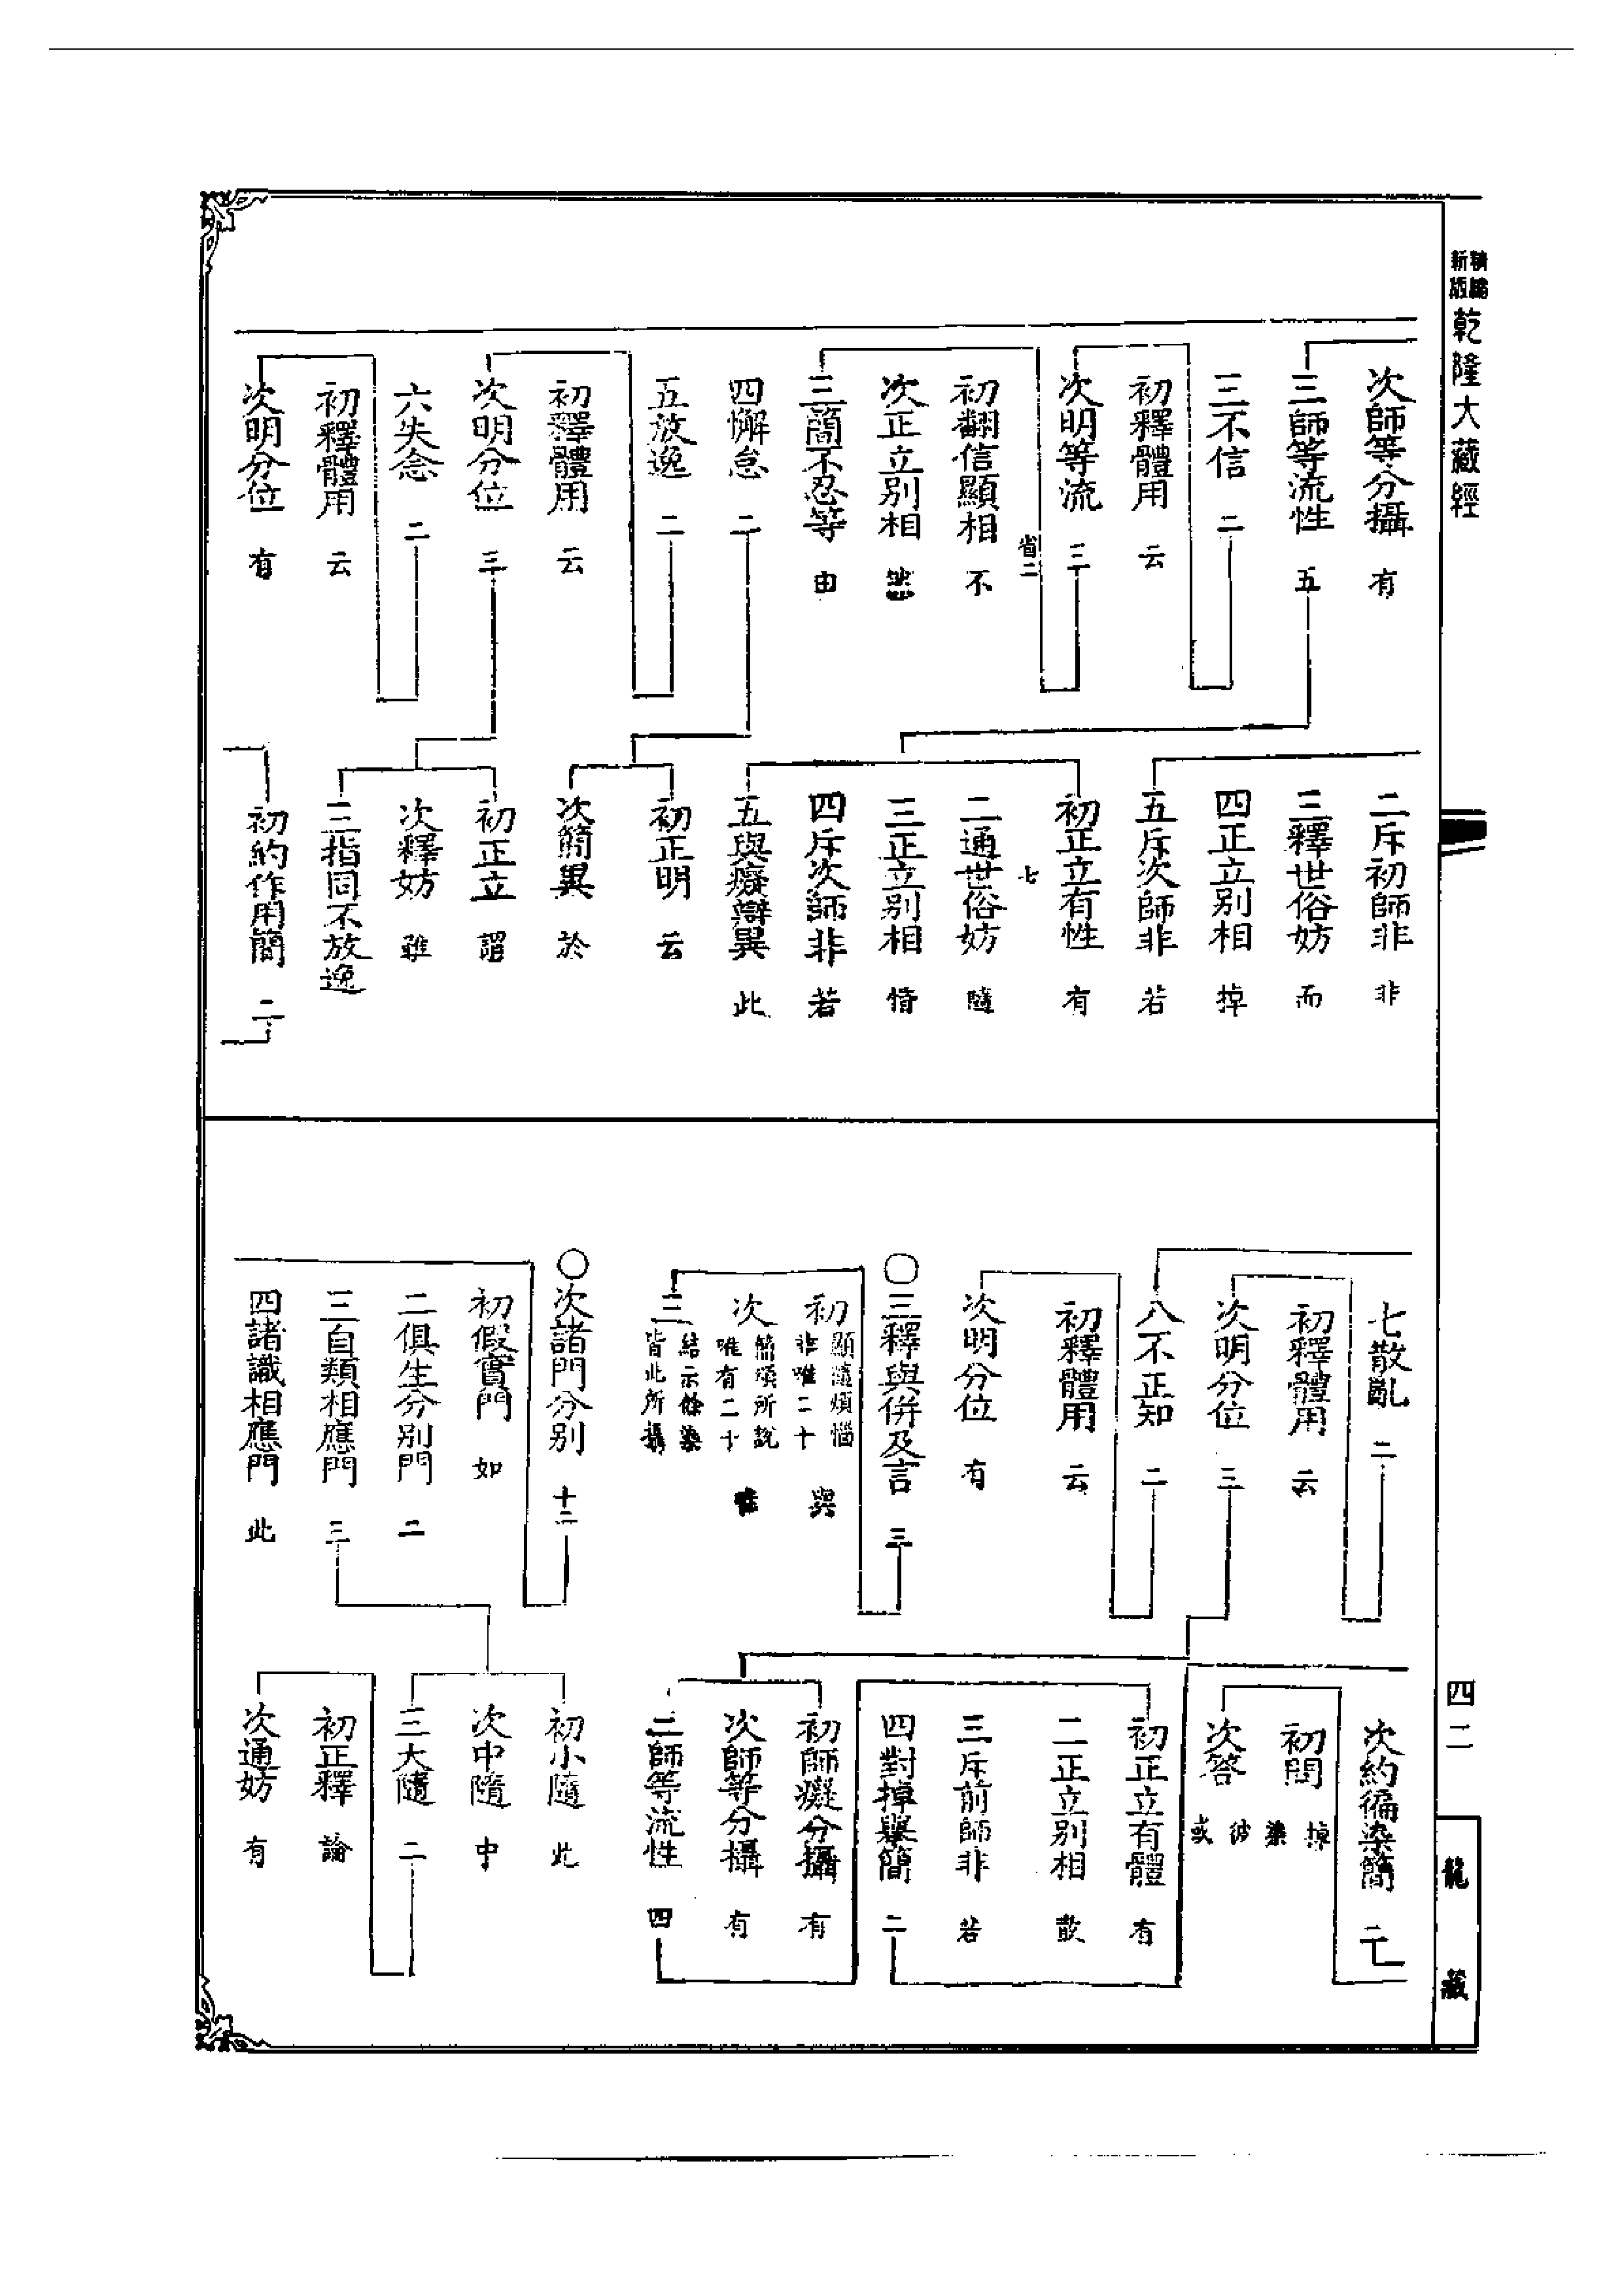 精編
新版
乾隆大藏經
次師等分攝 有
三師等流性 五
三不信 二
初釋體用 云
次明等流 三
省二
初翻信顯相 不
次正立別相 然
三簡不忍等 由
四懈怠 二
五放逸 二
初釋體用 云
次明分位 三
六失念 二
初釋體用 云
次明分位 有
二斥初師非 非
三釋世俗妨 而
四正立別相 掉
五斥次師非 若
初正立有性 有
七
二通世俗妨 隨
三正立別相 惛
四斥次師非 若
五與癡辯異 此
初正明 云
次簡異 於
初正立 謂
次釋妨 雖
三指同不放逸
初約作用簡 二
七散亂 二
初釋體用 云
次明分位 三
八不正知 二
初釋體用 云
次明分位 有
○三釋與併及言 三
初 顯隨煩惱
非唯二十 與
次 簡頌所說
唯有二十 唯
三 結示餘染
皆此所攝
○次諸門分別 十二
初假實門 如
二俱生分別門 二
三自類相應門 三
四諸識相應門 此
次約徧染簡 二
初問 掉
染
次答 彼
或
初正立有體 有
二正立別相 散
三斥前師非 若
四對掉舉簡 二
初師癡分攝 有
次師等分攝 有
三師等流性 四
初小隨 此
次中隨 中
三大隨 二
初正釋 論
次通妨 有
四二
龍藏